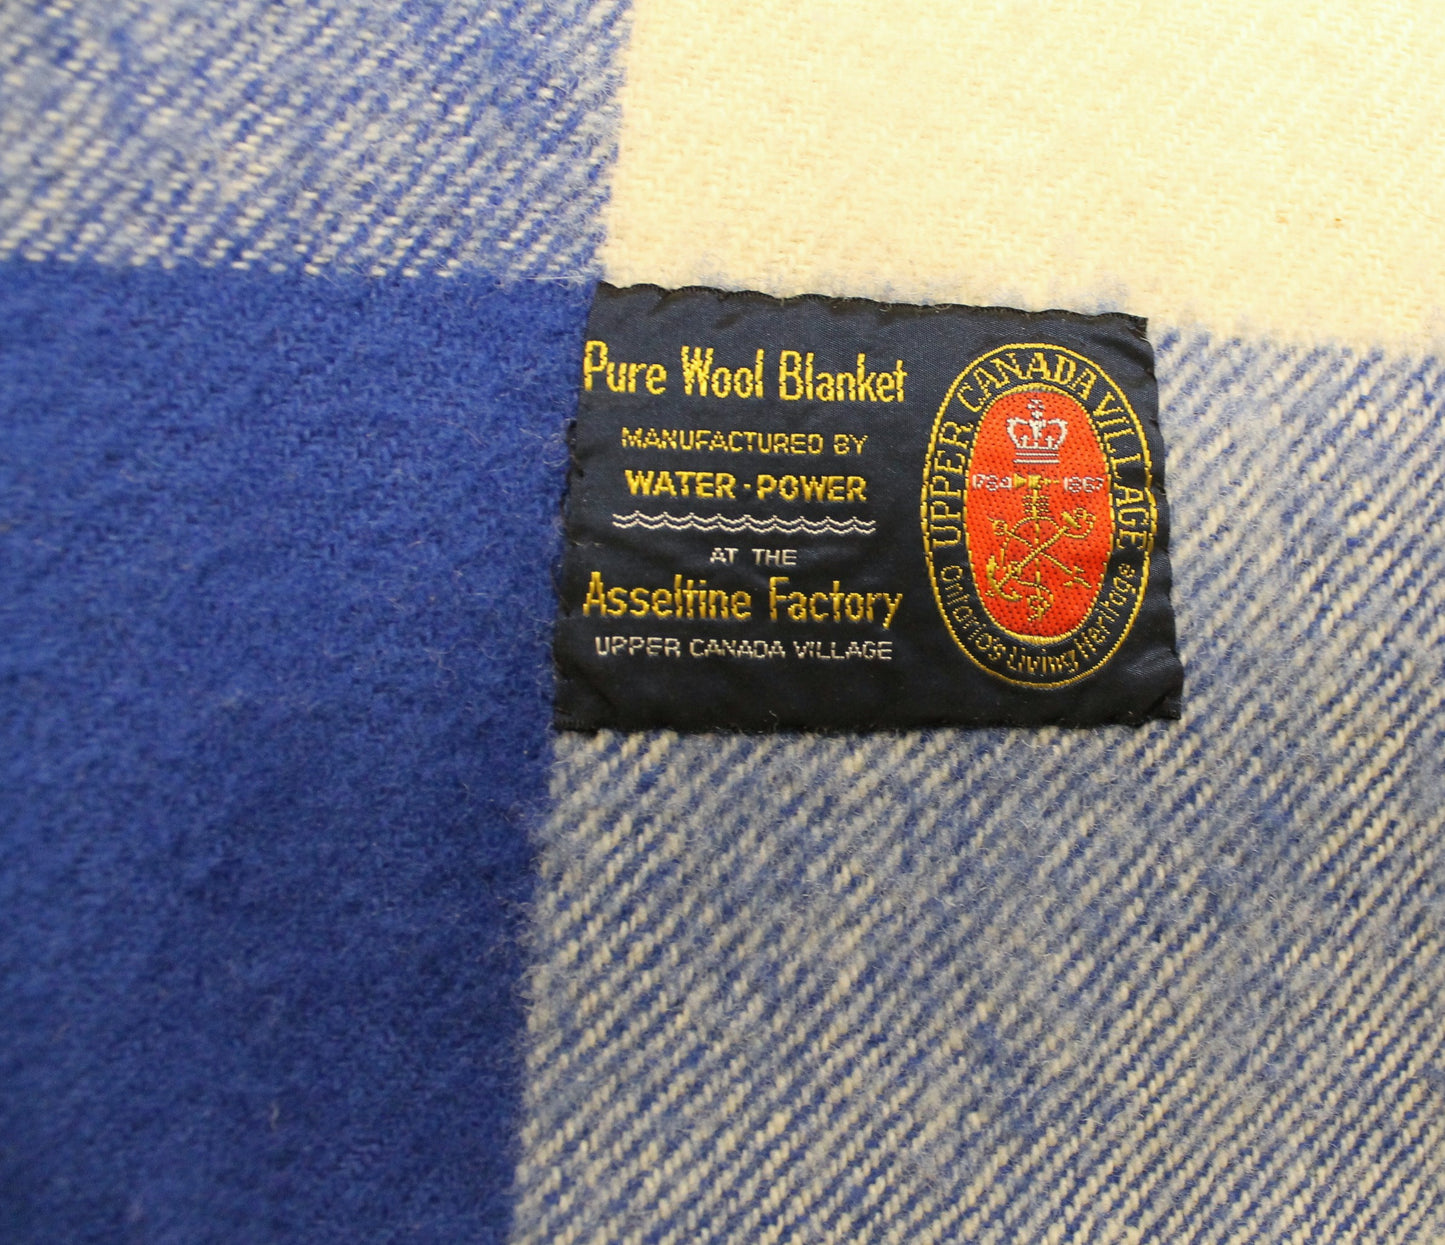 Pure Wool Blanket
MANUFACTURED BY
WATER-POWER
AT THE
Asseltine Factory
UPPER CANADA VILLAGE
UPPER CANADA VILLAGE
1784 1867
Ontario's Living Heritage